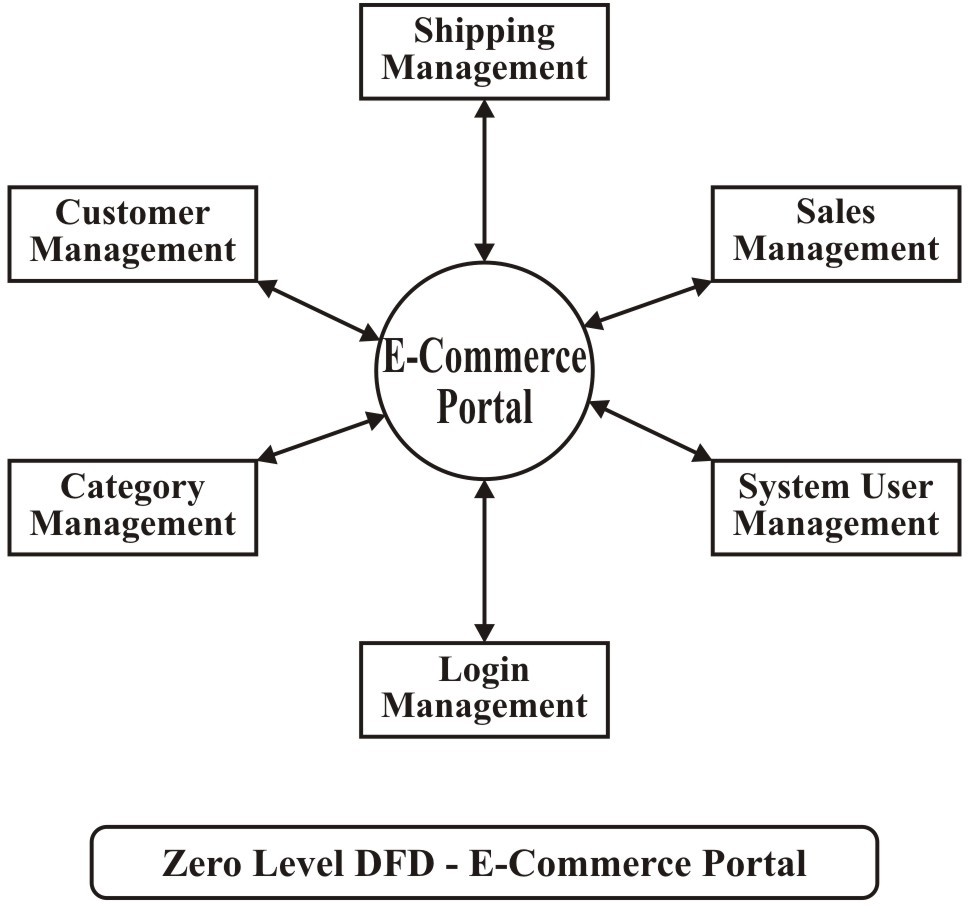 Shipping
Management
Customer
Management
Sales
Management
E-Commerce
Portal
Category
Management
System User
Management
Login
Management
Zero Level DFD - E-Commerce Portal